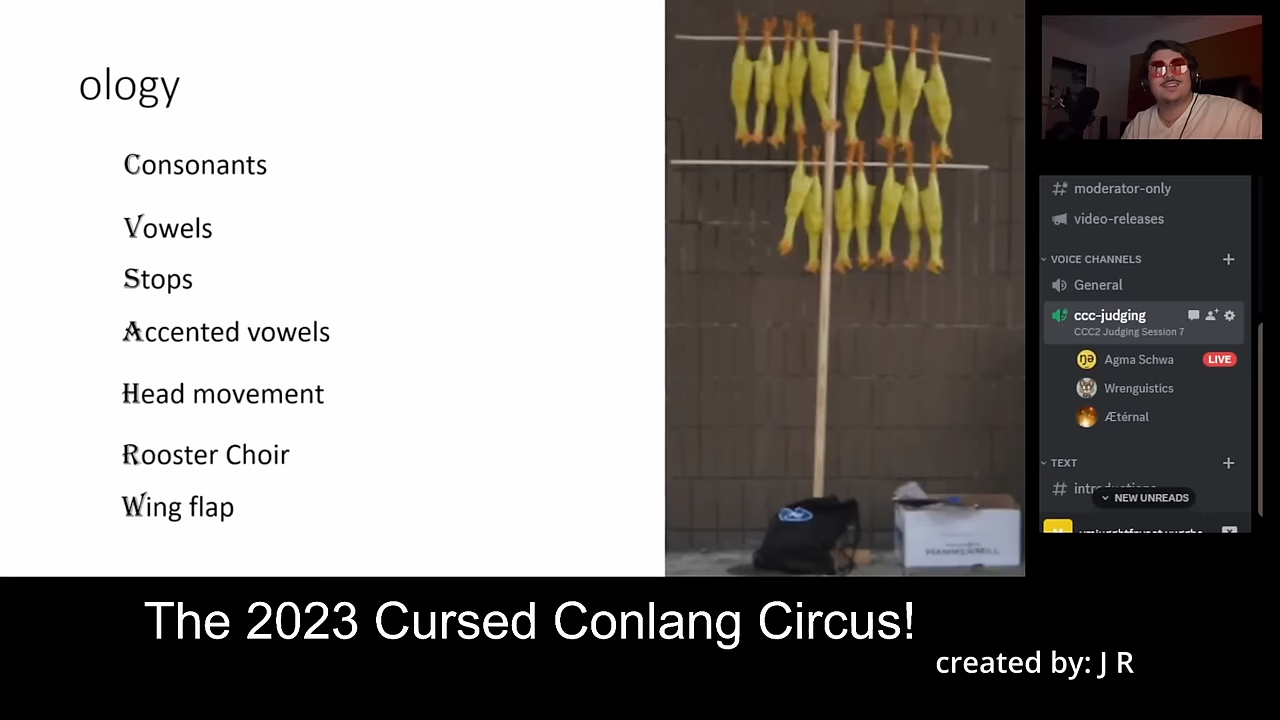 ology
Consonants
Vowels
Stops
Accented vowels
Head movement
Rooster Choir
Wing flap
HAMMERMILL
moderator-only
video-releases
VOICE CHANNELS
General
ccc-judging
CCC2 Judging Session 7
ŋə Agma Schwa LIVE
Wrenguistics
Ætérnal
TEXT
NEW UNREADS
The 2023 Cursed Conlang Circus!
created by: J R